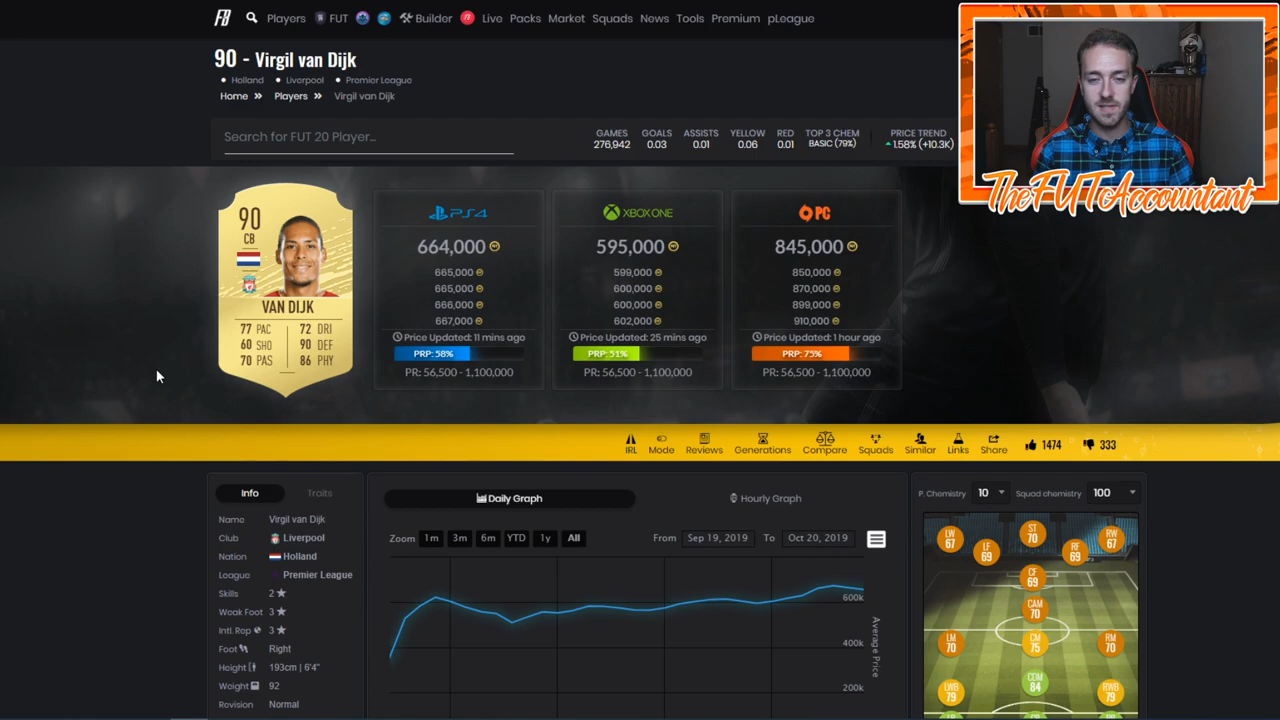 FB Players FUT Builder Live Packs Market Squads News Tools Premium pLeague
90 - Virgil van Dijk
Holland Liverpool Premier League
Home » Players » Virgil van Dijk
Search for FUT 20 Player...
GAMES GOALS ASSISTS YELLOW RED TOP 3 CHEM PRICE TREND
276,942 0.03 0.01 0.06 0.01 BASIC (79%) 1.58% (+10.3K)
TheFUTAccountant
90
CB
VAN DIJK
77 PAC 72 DRI
60 SHO 90 DEF
70 PAS 86 PHY
PS4
664,000
665,000
665,000
666,000
667,000
Price Updated: 11 mins ago
PRP: 58%
PR: 56,500 - 1,100,000
XBOX ONE
595,000
599,000
600,000
600,000
602,000
Price Updated: 25 mins ago
PRP: 51%
PR: 56,500 - 1,100,000
PC
845,000
850,000
870,000
899,000
910,000
Price Updated: 1 hour ago
PRP: 75%
PR: 56,500 - 1,100,000
IRL Mode Reviews Generations Compare Squads Similar Links Share 1474 333
Info Traits
Name Virgil van Dijk
Club Liverpool
Nation Holland
League Premier League
Skills 2
Weak Foot 3
Intl. Rep 3
Foot Right
Height 193cm | 6'4"
Weight 92
Revision Normal
Daily Graph Hourly Graph
Zoom 1m 3m 6m YTD 1y All From Sep 19, 2019 To Oct 20, 2019
600k
400k
200k
Average Price
P. Chemistry 10 Squad chemistry 100
LW 67
ST 70
RW 67
LF 69
RF 69
CF 69
CAM 70
LM 70
CM 75
RM 70
CDM 84
LWB 79
RWB 79